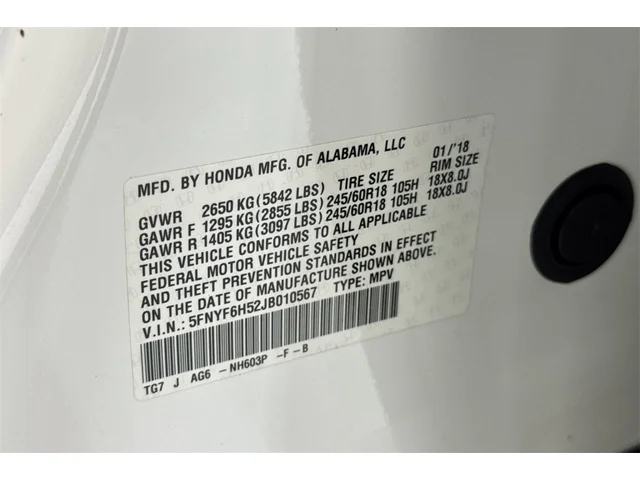 MFD. BY HONDA MFG. OF ALABAMA, LLC 01/'18
GVWR 2650 KG (5842 LBS) TIRE SIZE RIM SIZE
GAWR F 1295 KG (2855 LBS) 245/60R18 105H 18X8.0J
GAWR R 1405 KG (3097 LBS) 245/60R18 105H 18X8.0J
THIS VEHICLE CONFORMS TO ALL APPLICABLE
FEDERAL MOTOR VEHICLE SAFETY
AND THEFT PREVENTION STANDARDS IN EFFECT
ON THE DATE OF MANUFACTURE SHOWN ABOVE.
V.I.N.: 5FNYF6H52JB010567 TYPE: MPV
TG7 J AG6 - NH603P -F-B